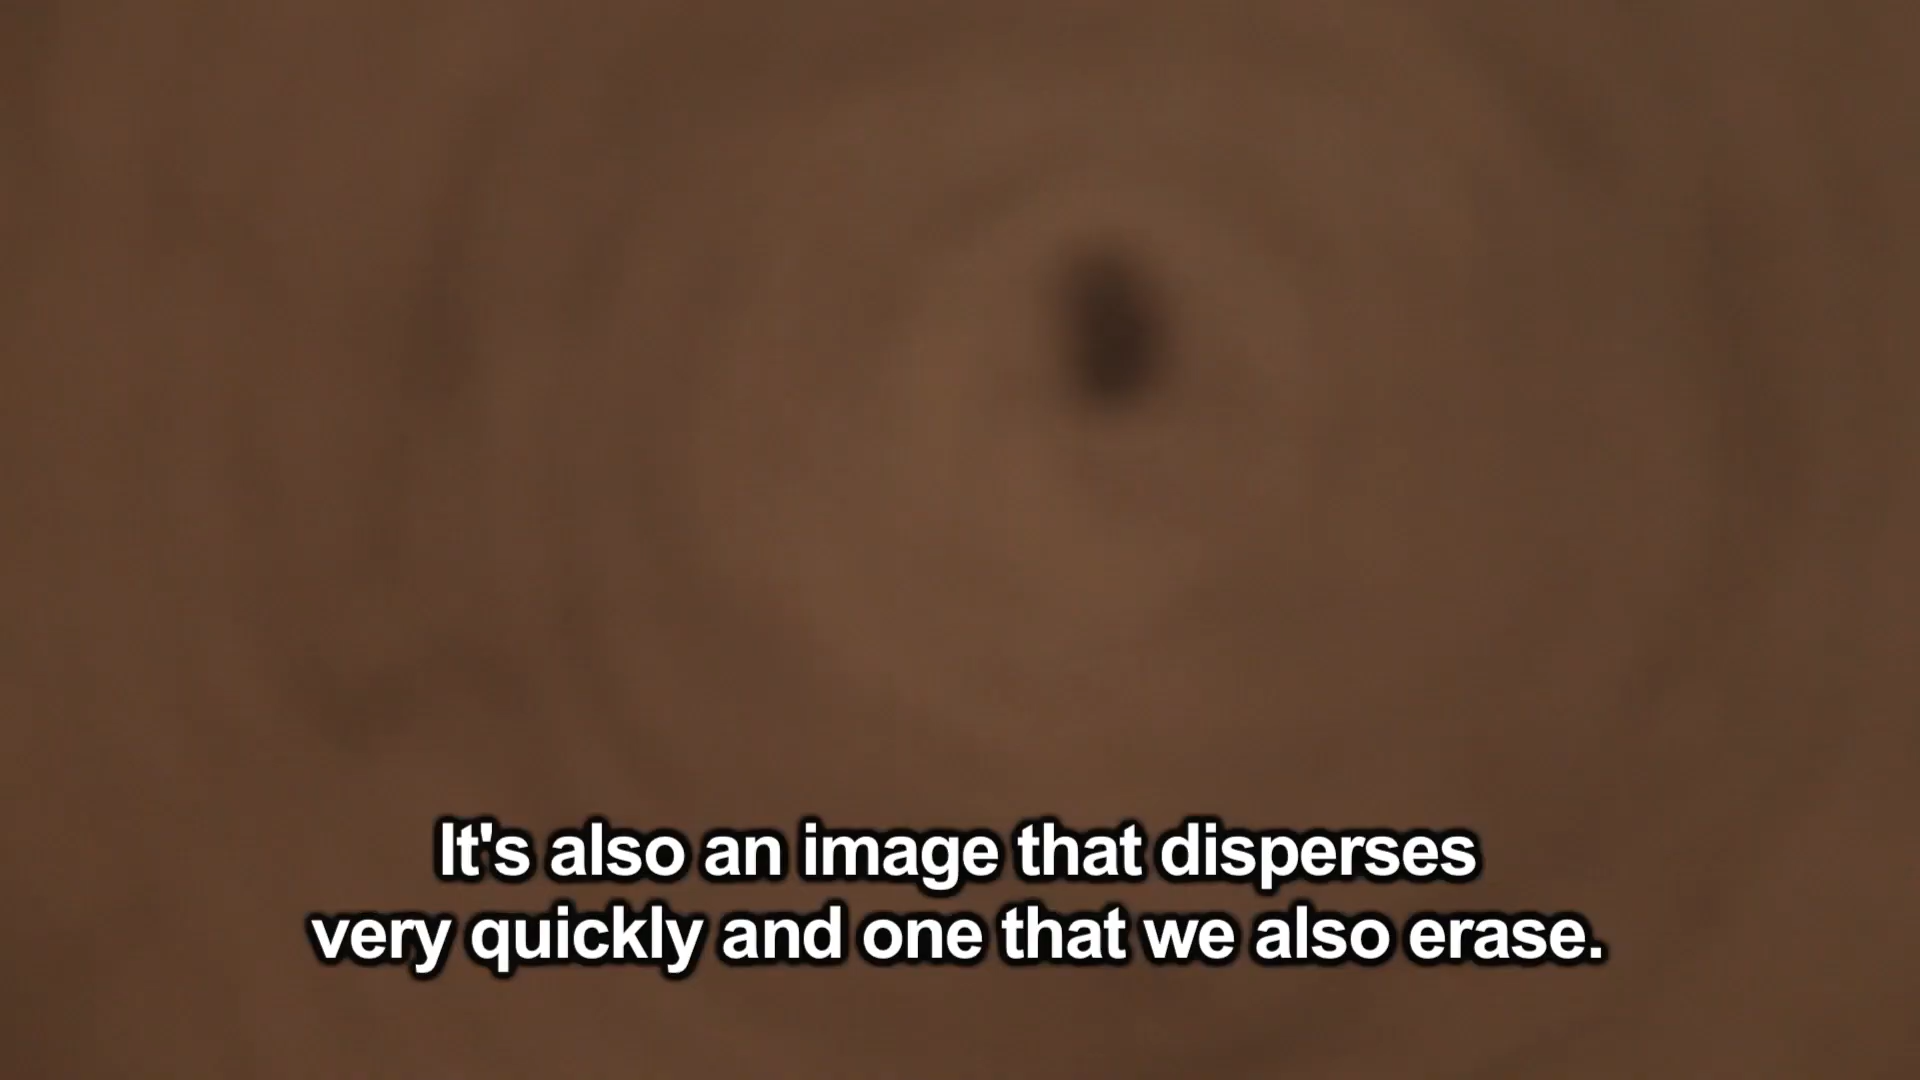 It's also an image that disperses
very quickly and one that we also erase.